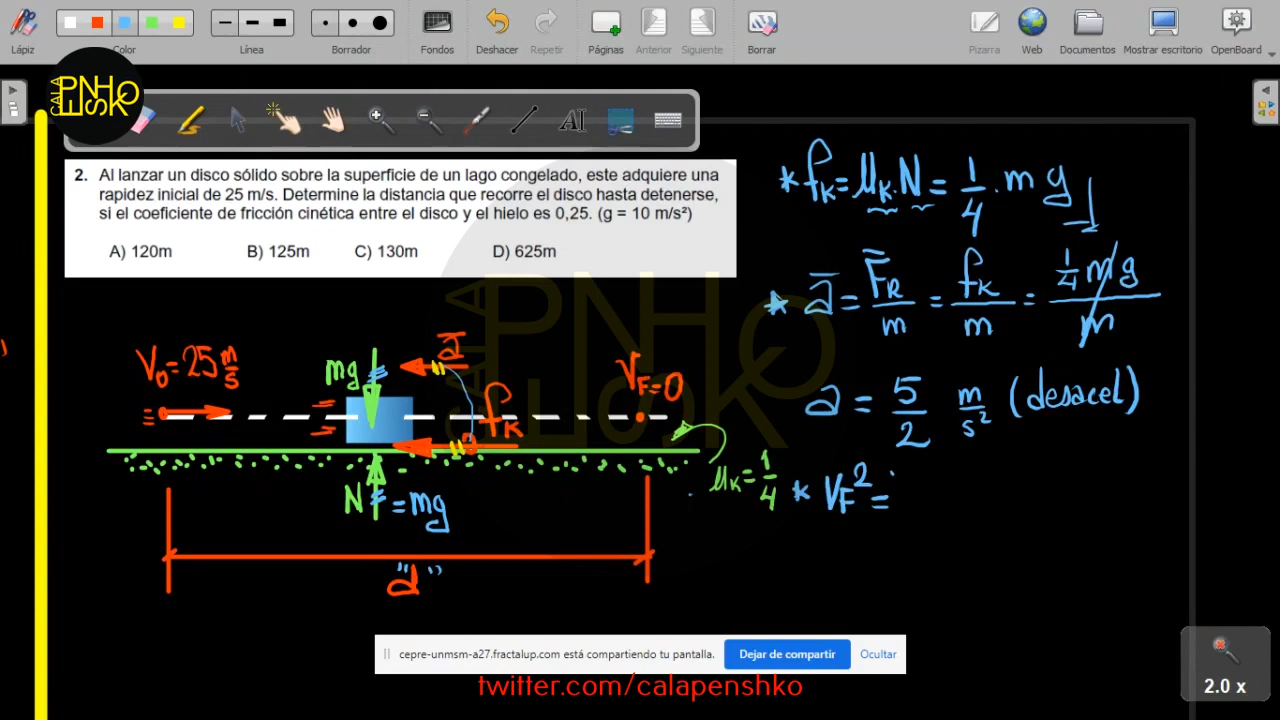 Lápiz Color Línea Borrador Fondos Deshacer Repetir Páginas Anterior Siguiente Borrar Pizarra Web Documentos Mostrar escritorio OpenBoard
CALA PENHSKO
AI
2. Al lanzar un disco sólido sobre la superficie de un lago congelado, este adquiere una
rapidez inicial de 25 m/s. Determine la distancia que recorre el disco hasta detenerse,
si el coeficiente de fricción cinética entre el disco y el hielo es 0,25. (g = 10 m/s²)
A) 120m B) 125m C) 130m D) 625m
* fK = μK.N = 1/4 . m g
* a = FR/m = fK/m = 1/4 mg/m
a = 5/2 m/s² (desacel)
* VF² =
V0 = 25 m/s
mg
a
fK
VF = 0
N = mg
μK = 1/4
"d"
cepre-unmsm-a27.fractalup.com está compartiendo tu pantalla. Dejar de compartir Ocultar
twitter.com/calapenshko
2.0 x